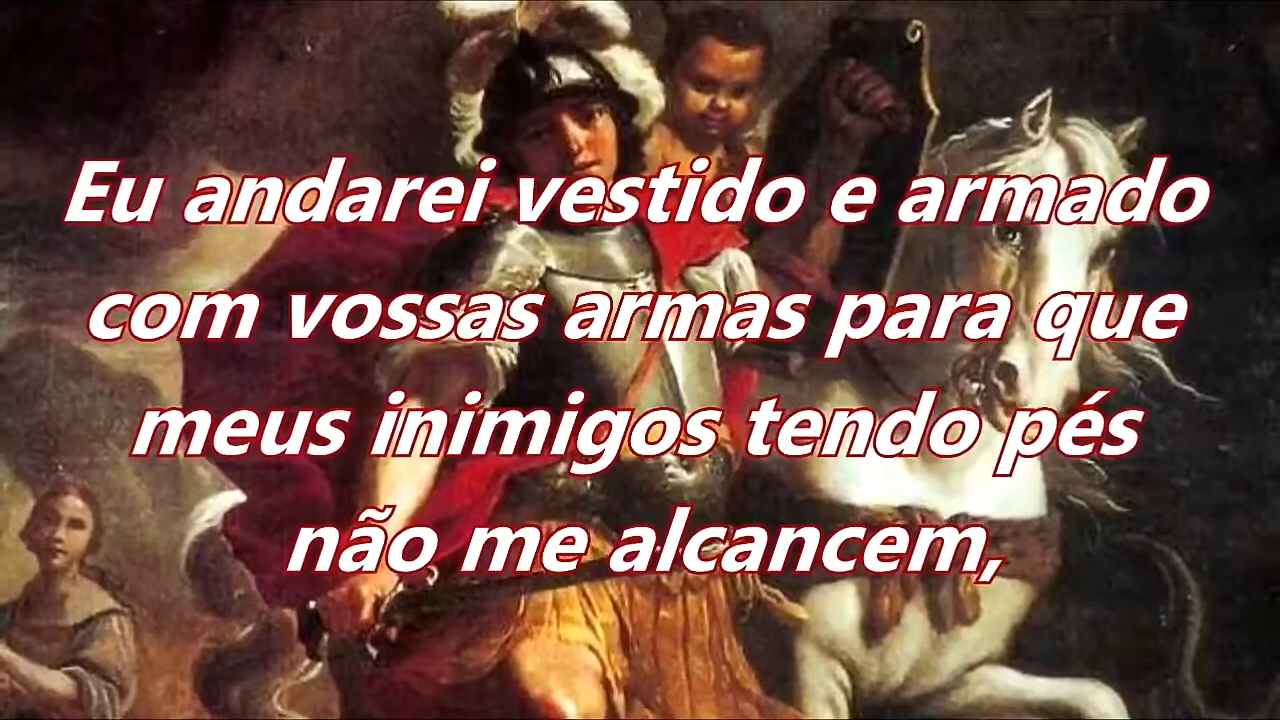 Eu andarei vestido e armado
com vossas armas para que
meus inimigos tendo pés
não me alcancem,